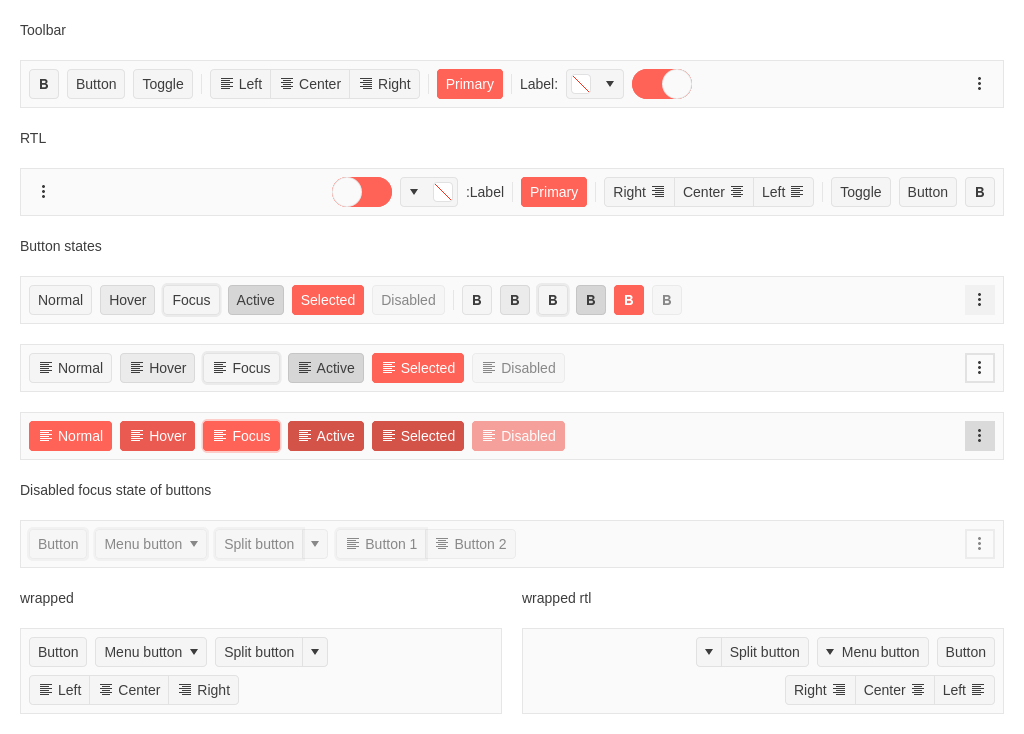 Toolbar
B Button Toggle Left Center Right Primary Label:
RTL
:Label Primary Right Center Left Toggle Button B
Button states
Normal Hover Focus Active Selected Disabled B B B B B B
Normal Hover Focus Active Selected Disabled
Normal Hover Focus Active Selected Disabled
Disabled focus state of buttons
Button Menu button Split button Button 1 Button 2
wrapped
Button Menu button Split button
Left Center Right
wrapped rtl
Split button Menu button Button
Right Center Left